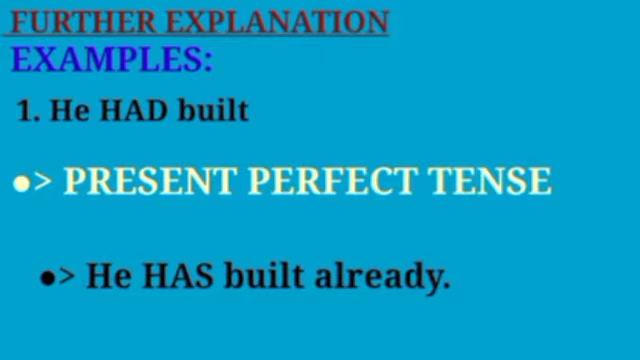 FURTHER EXPLANATION
EXAMPLES:
1. He HAD built
●> PRESENT PERFECT TENSE
●> He HAS built already.